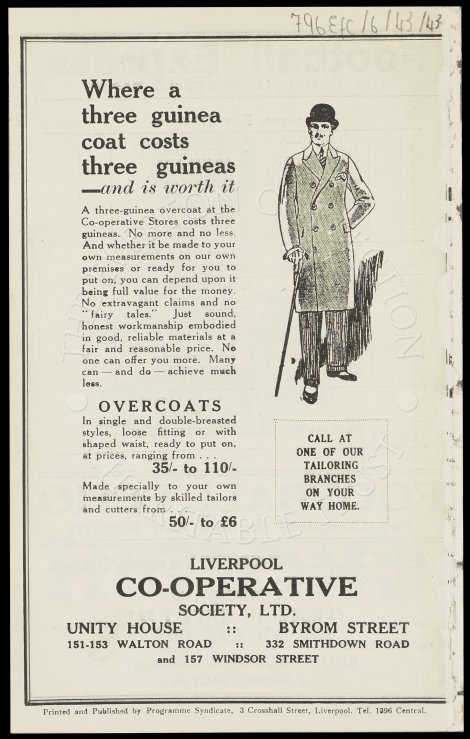 796EFC/6/43/43
Where a
three guinea
coat costs
three guineas
—and is worth it
A three-guinea overcoat at the
Co-operative Stores costs three
guineas. No more and no less.
And whether it be made to your
own measurements on our own
premises or ready for you to
put on, you can depend upon it
being full value for the money.
No extravagant claims and no
"fairy tales." Just sound,
honest workmanship embodied
in good, reliable materials at a
fair and reasonable price. No
one can offer you more. Many
can — and do — achieve much
less.
OVERCOATS
In single and double-breasted
styles, loose fitting or with
shaped waist, ready to put on,
at prices, ranging from . . .
35/- to 110/-
Made specially to your own
measurements by skilled tailors
and cutters from
50/- to £6
CALL AT
ONE OF OUR
TAILORING
BRANCHES
ON YOUR
WAY HOME.
LIVERPOOL
CO-OPERATIVE
SOCIETY, LTD.
UNITY HOUSE :: BYROM STREET
151-153 WALTON ROAD :: 332 SMITHDOWN ROAD
and 157 WINDSOR STREET
Printed and Published by Programme Syndicate, 3 Crosshall Street, Liverpool. Tel. 1396 Central.